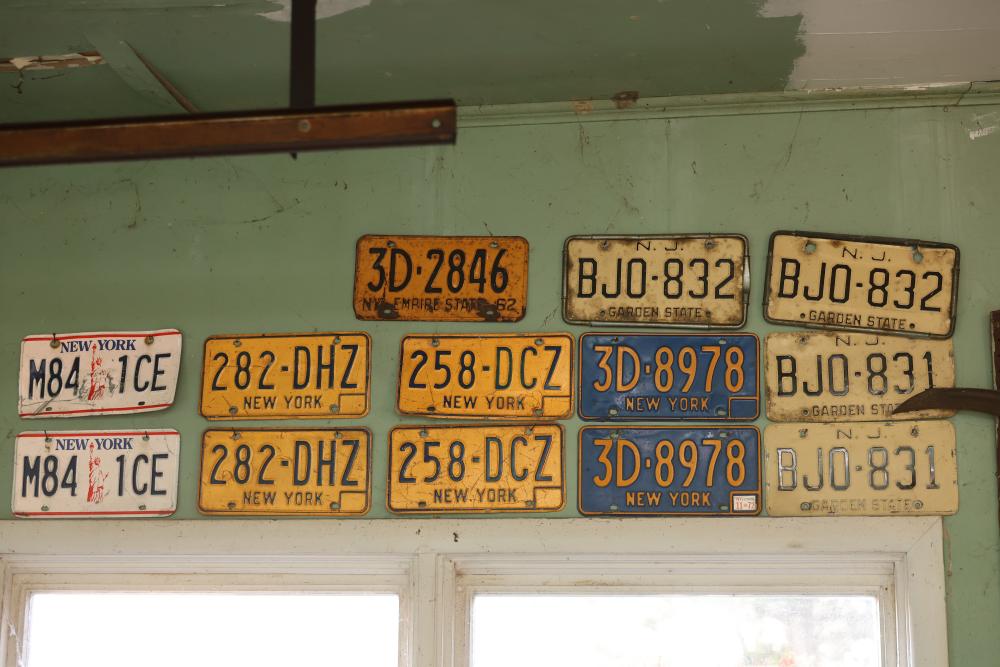 3D·2846
NY· EMPIRE STATE ·62
N. J.
BJO-832
·GARDEN STATE·
N. J.
BJO-832
·GARDEN STATE·
NEW YORK
M84 1CE
282-DHZ
NEW YORK
258-DCZ
NEW YORK
3D·8978
NEW YORK
N. J.
BJO-831
GARDEN
NEW YORK
M84 1CE
282-DHZ
NEW YORK
258-DCZ
NEW YORK
3D·8978
NEW YORK
N. J.
BJO-831
GARDEN STATE